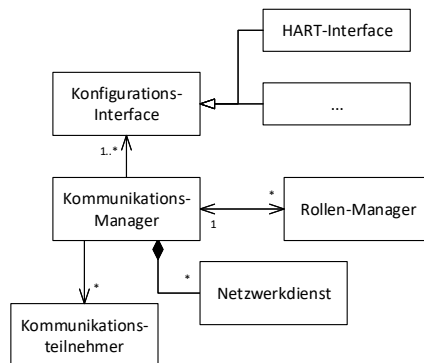 HART-Interface
Konfigurations-
Interface
...
1..*
Kommunikations-
Manager
*
1
Rollen-Manager
*
Netzwerkdienst
*
Kommunikations-
teilnehmer